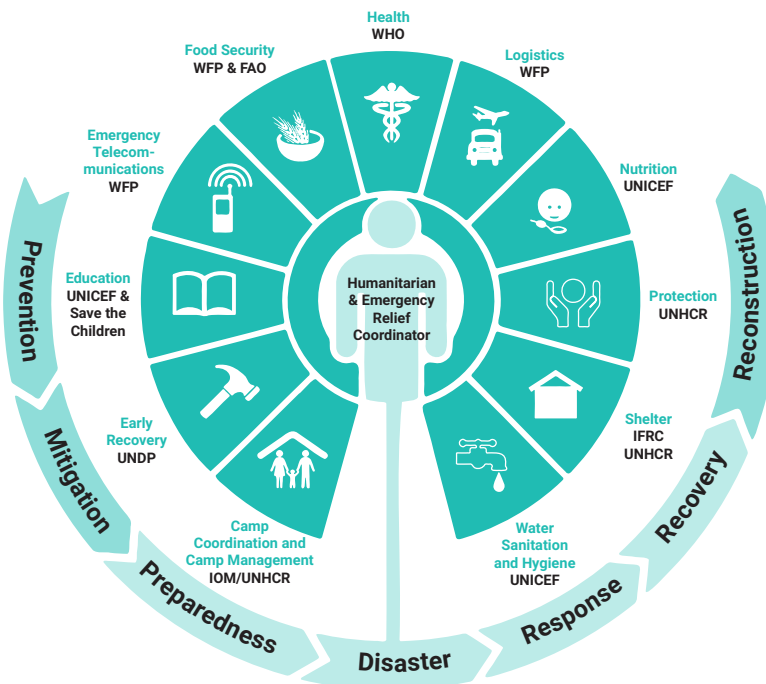 Health
WHO
Logistics
WFP
Nutrition
UNICEF
Protection
UNHCR
Shelter
IFRC
UNHCR
Water
Sanitation
and Hygiene
UNICEF
Camp
Coordination and
Camp Management
IOM/UNHCR
Early
Recovery
UNDP
Education
UNICEF &
Save the
Children
Emergency
Telecom-
munications
WFP
Food Security
WFP & FAO
Humanitarian
& Emergency
Relief
Coordinator
Prevention
Mitigation
Preparedness
Disaster
Response
Recovery
Reconstruction